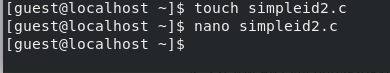 [guest@localhost ~]$ touch simpleid2.c
[guest@localhost ~]$ nano simpleid2.c
[guest@localhost ~]$